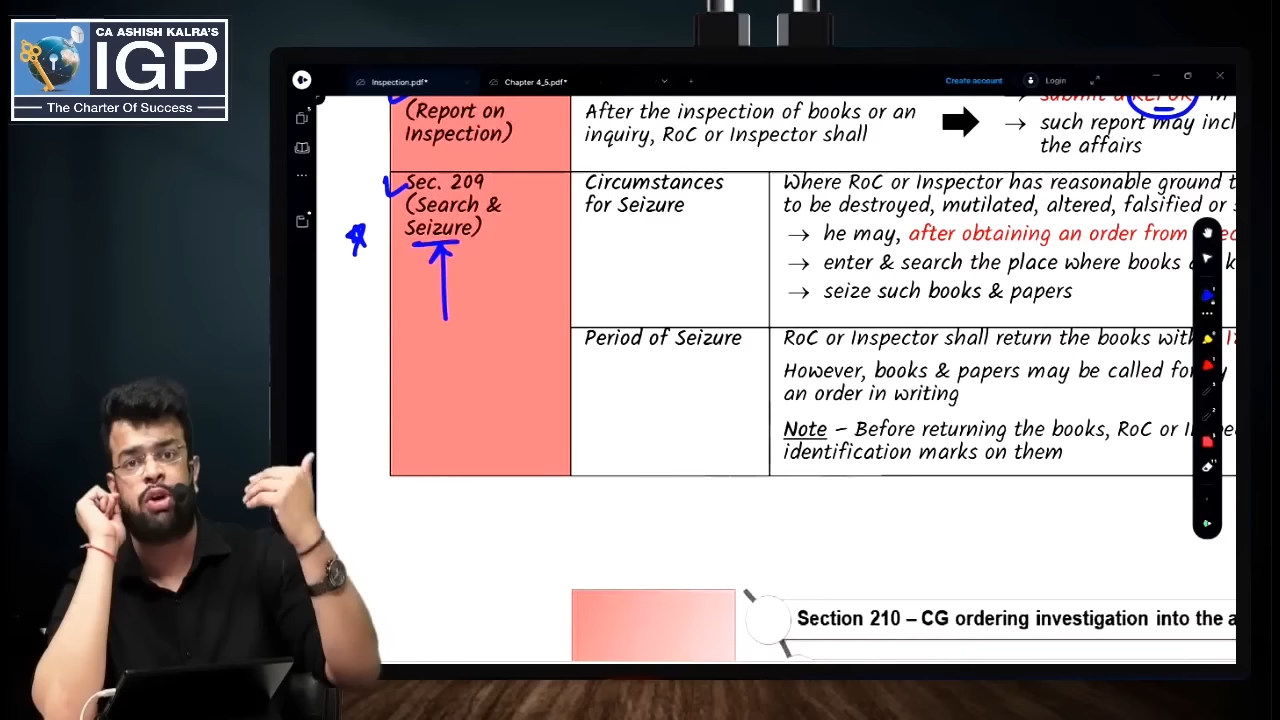 CA ASHISH KALRA'S
IGP
- The Charter Of Success -
Inspection.pdf*
Chapter 4_5.pdf*
Create account
Login
(Report on
Inspection)
After the inspection of books or an
inquiry, RoC or Inspector shall
→ submit a in
→ such report may incl
the affairs
Sec. 209
(Search &
Seizure)
Circumstances
for Seizure
Where RoC or Inspector has reasonable ground t
to be destroyed, mutilated, altered, falsified or s
→ he may, after obtaining an order from
→ enter & search the place where books
→ seize such books & papers
Period of Seizure
RoC or Inspector shall return the books
However, books & papers may be called for
an order in writing
Note – Before returning the books, RoC or
identification marks on them
Section 210 – CG ordering investigation into the a